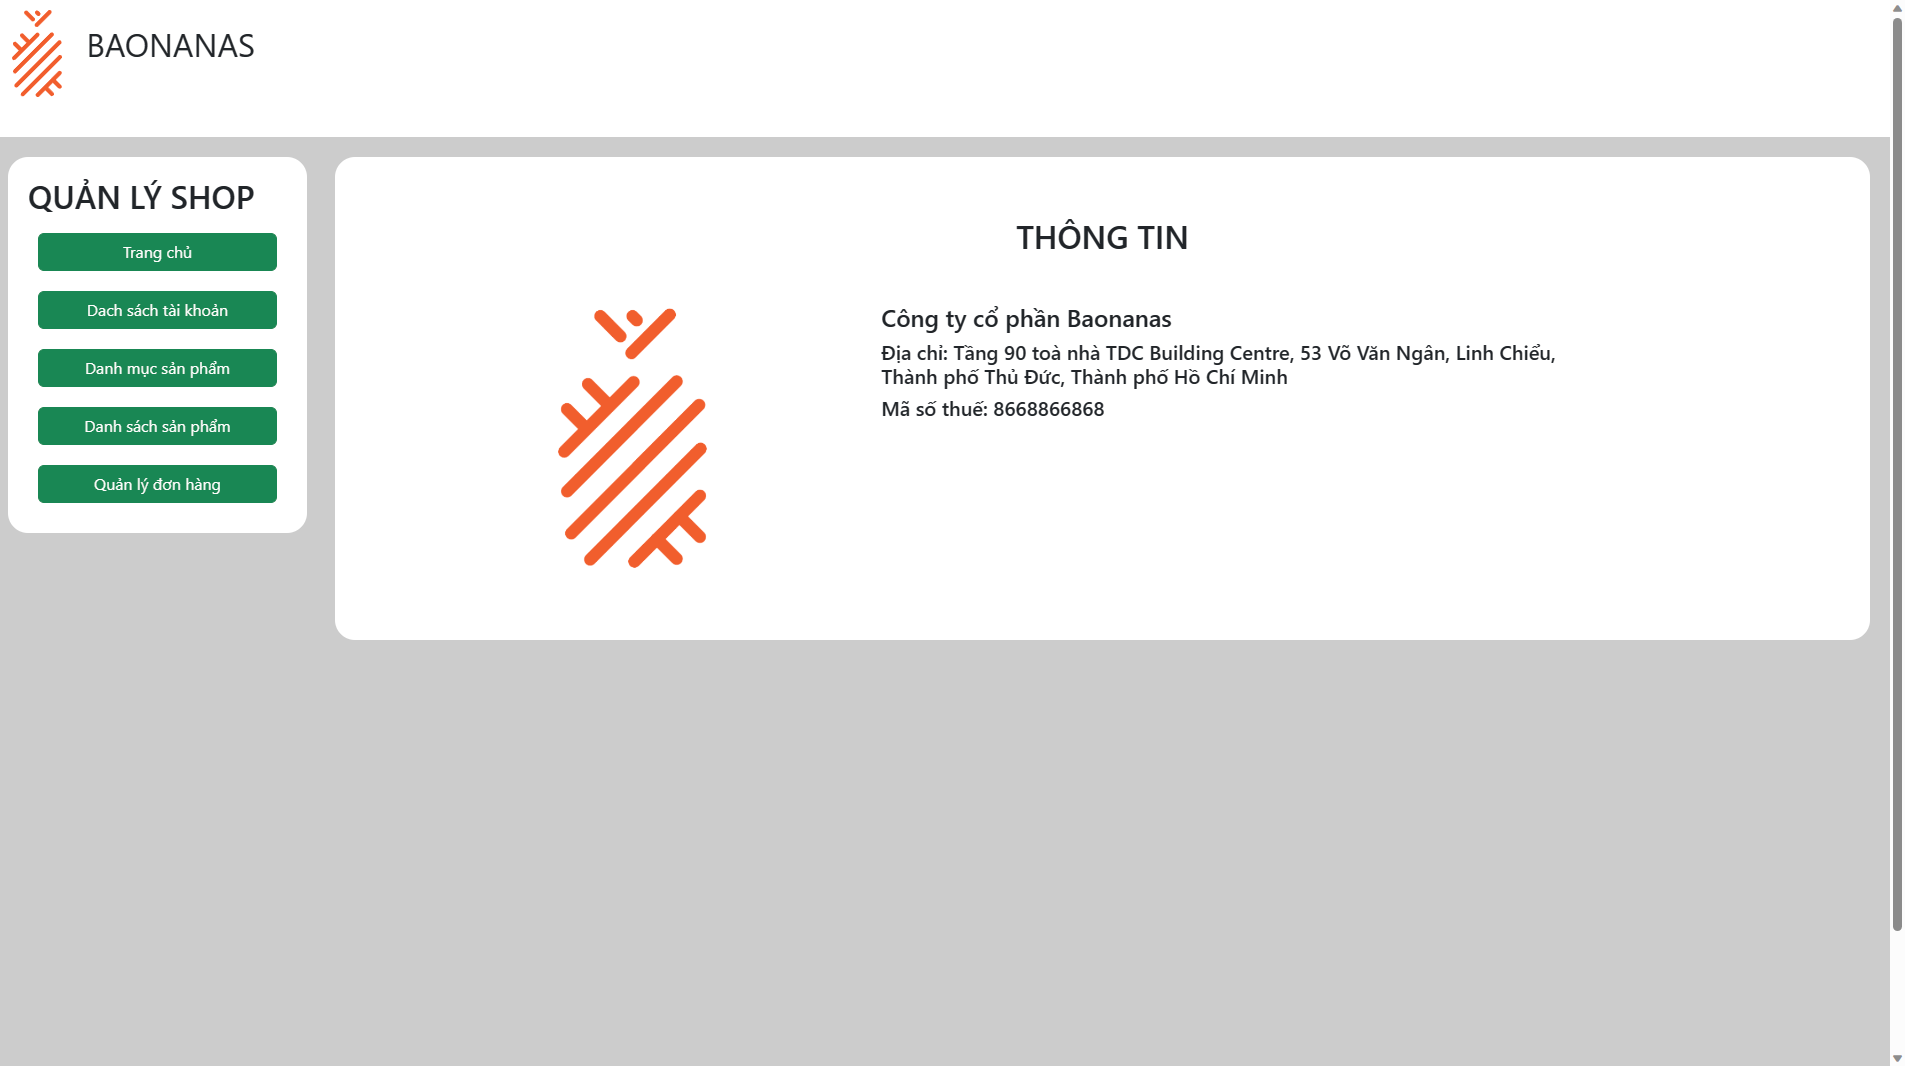 BAONANAS
QUẢN LÝ SHOP
Trang chủ
Dach sách tài khoản
Danh mục sản phẩm
Danh sách sản phẩm
Quản lý đơn hàng
THÔNG TIN
Công ty cổ phần Baonanas
Địa chỉ: Tầng 90 toà nhà TDC Building Centre, 53 Võ Văn Ngân, Linh Chiểu,
Thành phố Thủ Đức, Thành phố Hồ Chí Minh
Mã số thuế: 8668866868